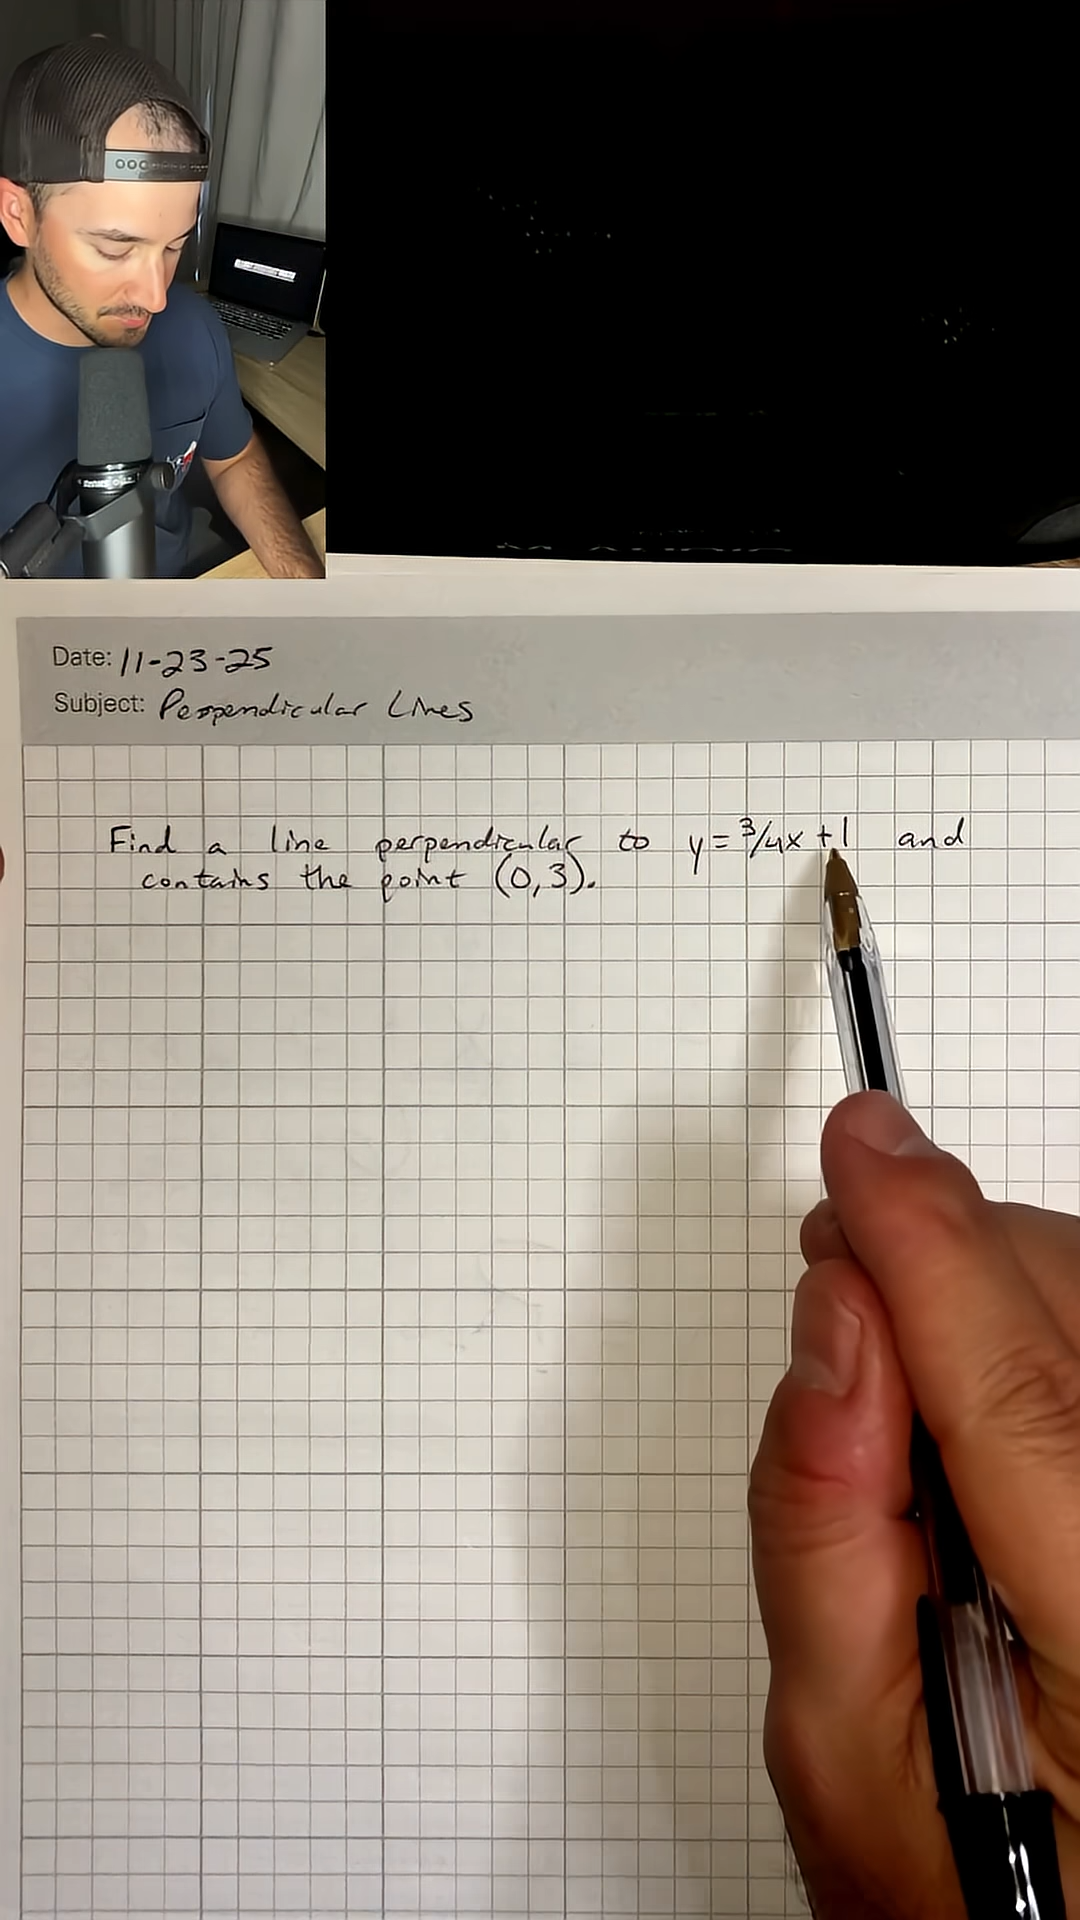 Date: 11-23-25
Subject: Perpendicular Lines
Find a line perpendicular to y=3/4x +1 and
contains the point (0,3).